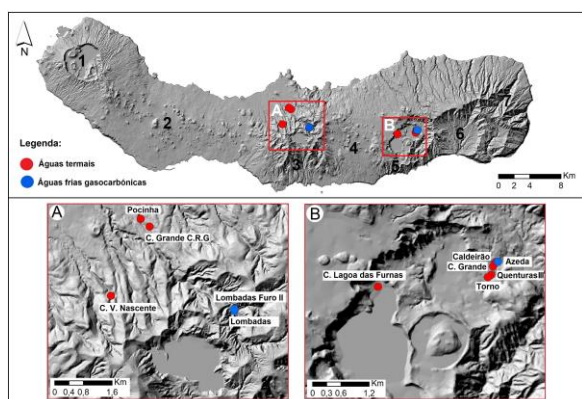 N
1
2
A
3
4
B
5
6
Legenda:
Águas termais
Águas frias gasocarbónicas
0 2 4 8
Km
A
Pocinha
C. Grande C.R.G.
C. V. Nascente
Lombadas Furo II
Lombadas
Km
0 0,4 0,8 1,6
B
Caldeirão
Azeda
C. Grande
C. Lagoa das Furnas
Quenturas II
Torno
Km
0 0,3 0,6 1,2